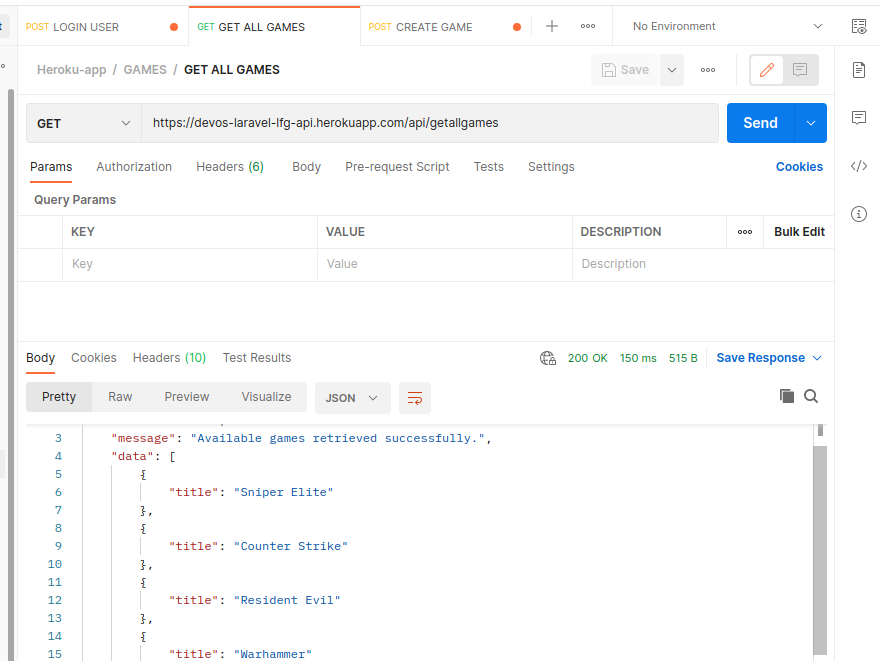 POST LOGIN USER
GET GET ALL GAMES
POST CREATE GAME
No Environment
Heroku-app / GAMES / GET ALL GAMES
Save
GET
https://devos-laravel-lfg-api.herokuapp.com/api/getallgames
Send
Params Authorization Headers (6) Body Pre-request Script Tests Settings Cookies
Query Params
KEY VALUE DESCRIPTION Bulk Edit
Key Value Description
Body Cookies Headers (10) Test Results 200 OK 150 ms 515 B Save Response
Pretty Raw Preview Visualize JSON
3 "message": "Available games retrieved successfully.",
4 "data": [
5 {
6 "title": "Sniper Elite"
7 },
8 {
9 "title": "Counter Strike"
10 },
11 {
12 "title": "Resident Evil"
13 },
14 {
15 "title": "Warhammer"